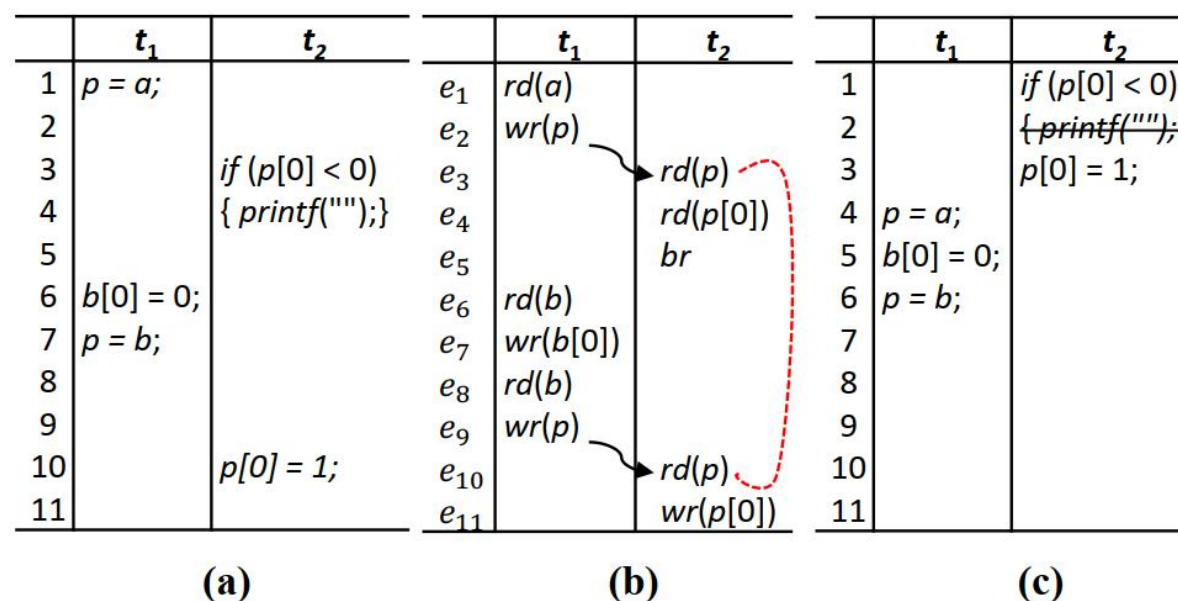 t₁ t₂
1 p = a;
2
3 if (p[0] < 0)
4 { printf("");}
5
6 b[0] = 0;
7 p = b;
8
9
10 p[0] = 1;
11
(a)
t₁ t₂
e₁ rd(a)
e₂ wr(p)
e₃ rd(p)
e₄ rd(p[0])
e₅ br
e₆ rd(b)
e₇ wr(b[0])
e₈ rd(b)
e₉ wr(p)
e₁₀ rd(p)
e₁₁ wr(p[0])
(b)
t₁ t₂
1 if (p[0] < 0)
2 { printf("");
3 p[0] = 1;
4 p = a;
5 b[0] = 0;
6 p = b;
7
8
9
10
11
(c)